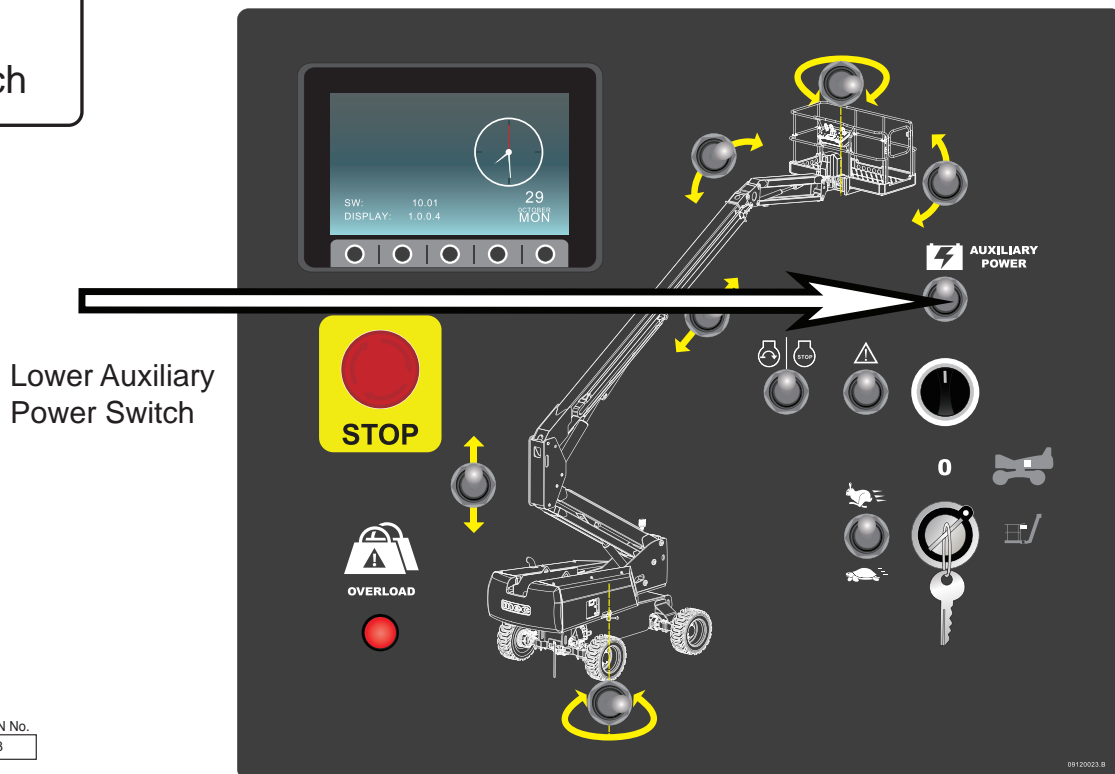 ch
SW: 10.01
DISPLAY: 1.0.0.4
29
OCTOBER
MON
AUXILIARY
POWER
STOP
Lower Auxiliary
Power Switch
STOP
0
OVERLOAD
N No.
3
09120023.B